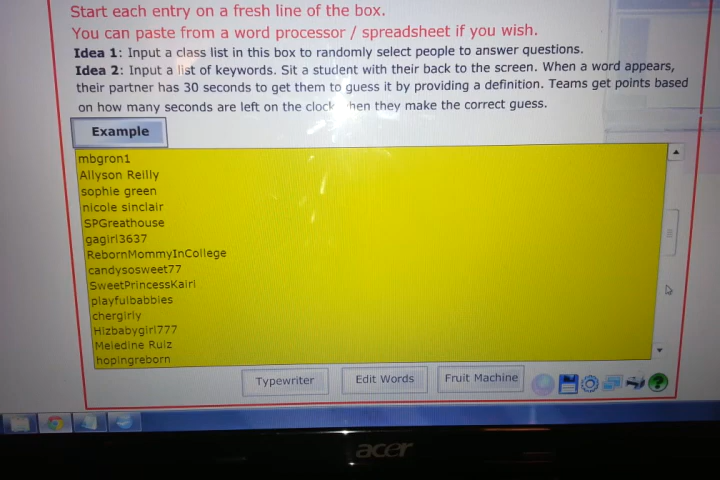 Start each entry on a fresh line of the box.
You can paste from a word processor / spreadsheet if you wish.
Idea 1: Input a class list in this box to randomly select people to answer questions.
Idea 2: Input a list of keywords. Sit a student with their back to the screen. When a word appears,
their partner has 30 seconds to get them to guess it by providing a definition. Teams get points based
on how many seconds are left on the clock when they make the correct guess.
Example
mbgron1
Allyson Reilly
sophie green
nicole sinclair
SPGreathouse
gagirl3637
RebornMommyInCollege
candysosweet77
SweetPrincessKairi
playfulbabbies
chergirly
Hizbabygirl777
Meiedine Ruiz
hopingreborn
Typewriter
Edit Words
Fruit Machine
?
acer